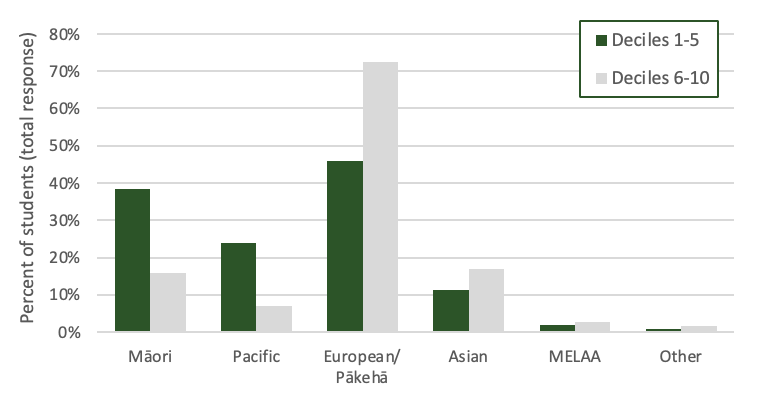 Percent of students (total response)
80%
70%
60%
50%
40%
30%
20%
10%
0%
Deciles 1-5
Deciles 6-10
Māori
Pacific
European/
Pākehā
Asian
MELAA
Other